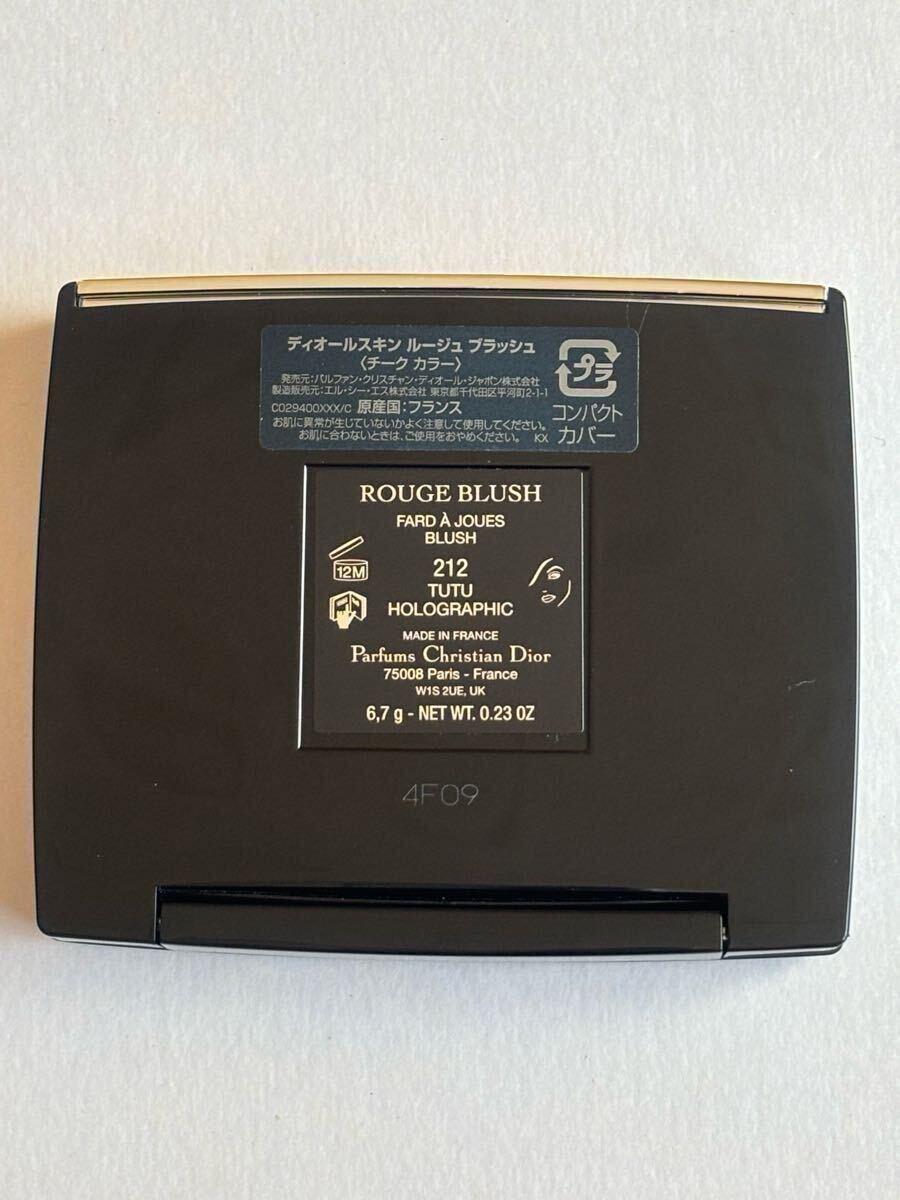 ディオールスキン ルージュ ブラッシュ
〈チーク カラー〉
発売元:パルファン・クリスチャン・ディオール・ジャポン株式会社
製造販売元:エル・シー・エス株式会社 東京都千代田区平河町2-1-1
C029400XXX/C 原産国:フランス
お肌に異常が生じていないかよく注意して使用してください。
お肌に合わないときは、ご使用をおやめください。 KX
プラ
コンパクト
カバー
ROUGE BLUSH
FARD À JOUES
BLUSH
12M
212
TUTU
HOLOGRAPHIC
MADE IN FRANCE
Parfums Christian Dior
75008 Paris - France
W1S 2UE, UK
6,7 g - NET WT. 0.23 OZ
4F09